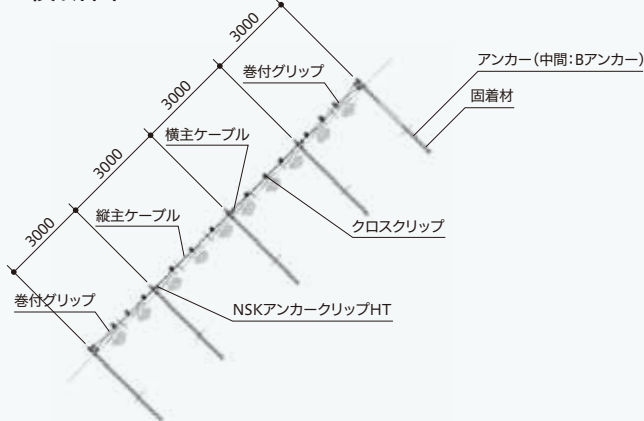 3000
巻付グリップ
アンカー(中間:Bアンカー)
3000
固着材
3000
横主ケーブル
3000
縦主ケーブル
クロスクリップ
巻付グリップ
NSKアンカークリップHT